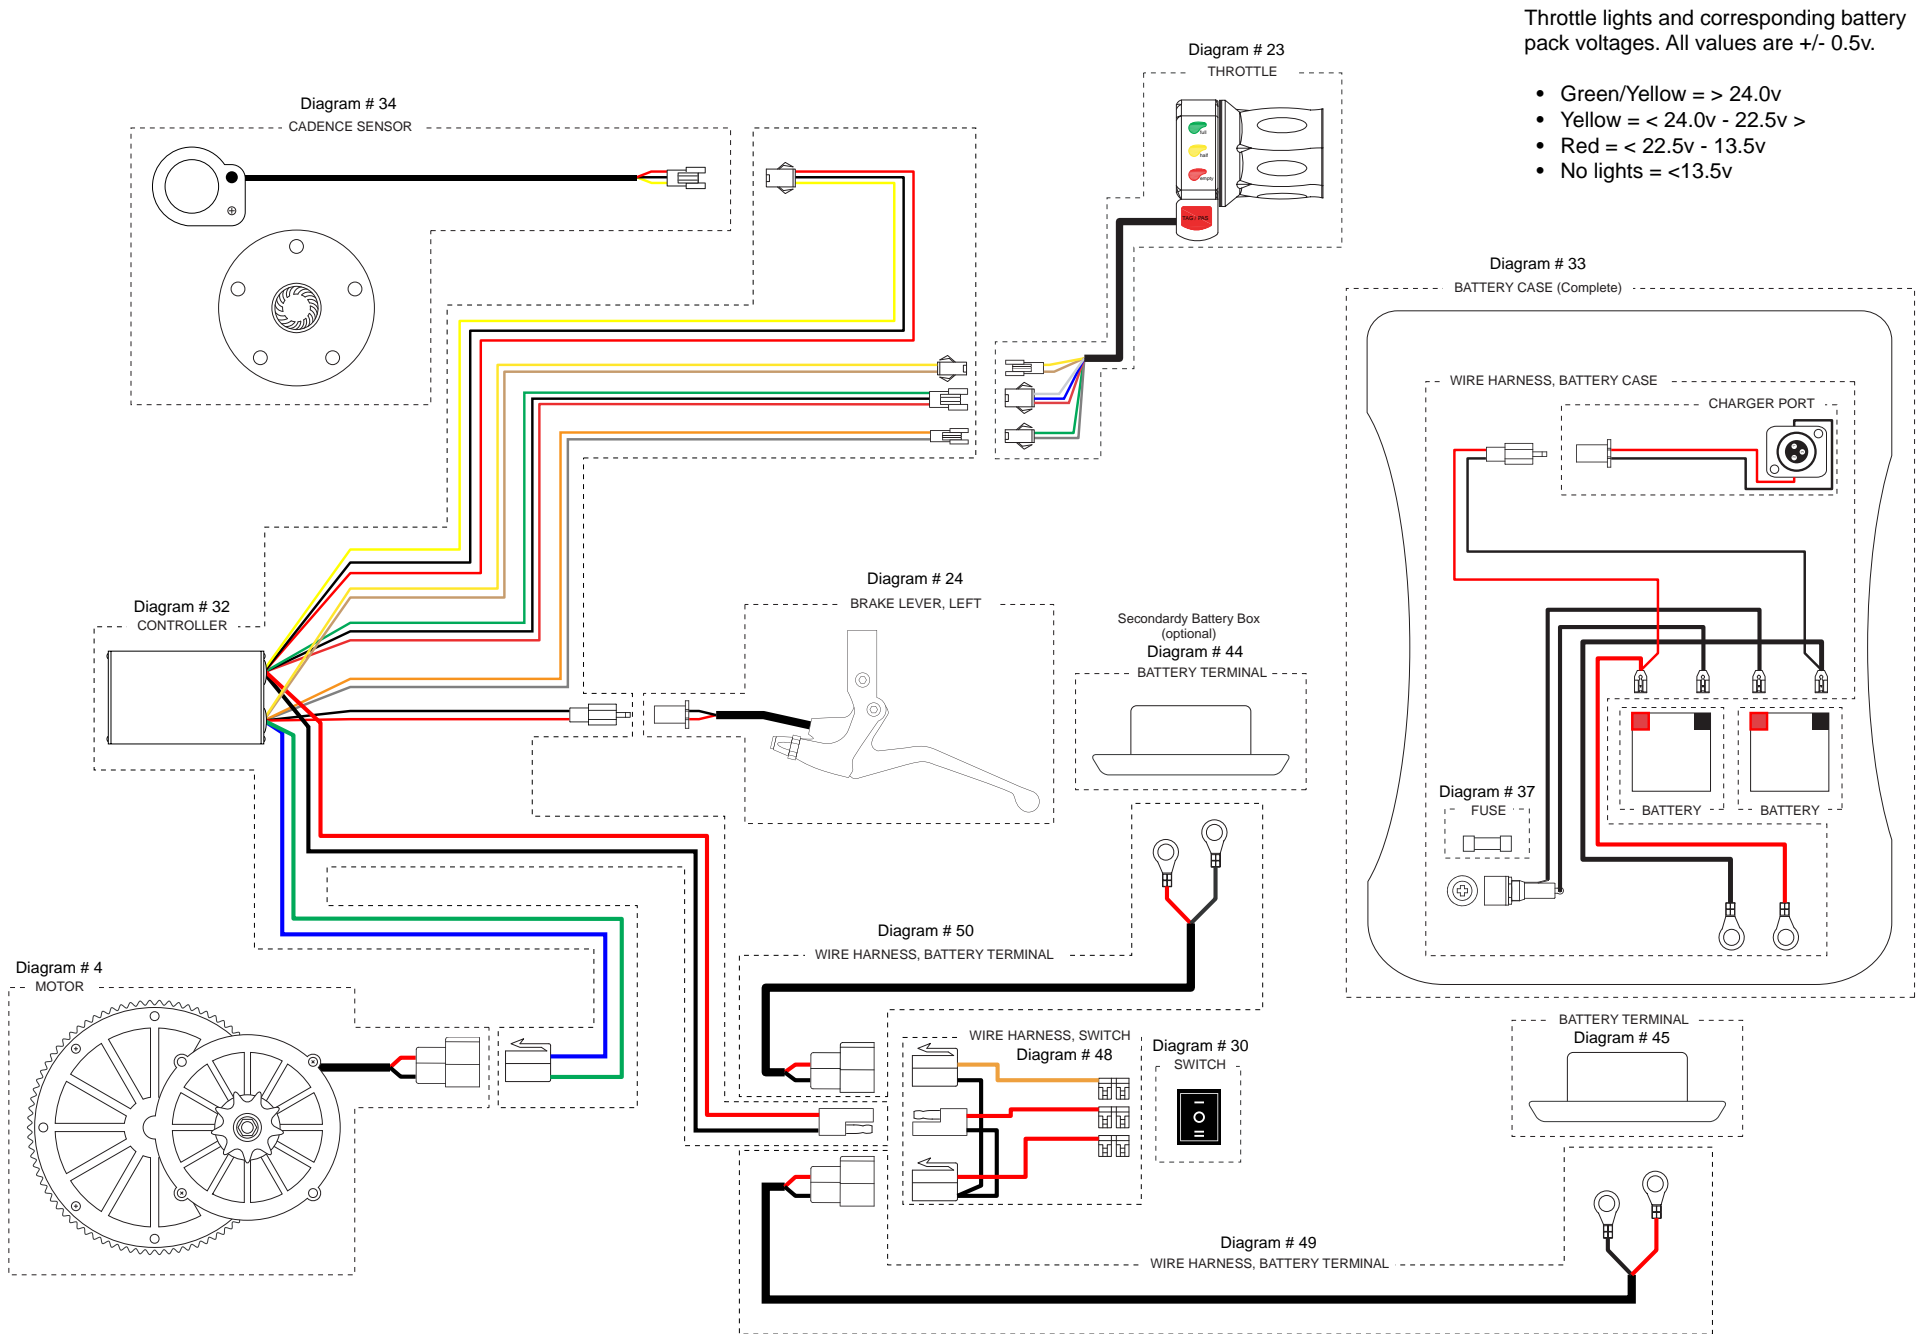 Throttle lights and corresponding battery
pack voltages. All values are +/- 0.5v.
• Green/Yellow = > 24.0v
• Yellow = < 24.0v - 22.5v >
• Red = < 22.5v - 13.5v
• No lights = <13.5v
Diagram # 23
THROTTLE
full
half
empty
TAG / PAS
Diagram # 34
CADENCE SENSOR
Diagram # 33
BATTERY CASE (Complete)
WIRE HARNESS, BATTERY CASE
CHARGER PORT
Diagram # 32
CONTROLLER
Diagram # 24
BRAKE LEVER, LEFT
Secondardy Battery Box
(optional)
Diagram # 44
BATTERY TERMINAL
Diagram # 37
FUSE
BATTERY
BATTERY
Diagram # 50
WIRE HARNESS, BATTERY TERMINAL
Diagram # 4
MOTOR
WIRE HARNESS, SWITCH
Diagram # 48
Diagram # 30
SWITCH
BATTERY TERMINAL
Diagram # 45
Diagram # 49
WIRE HARNESS, BATTERY TERMINAL